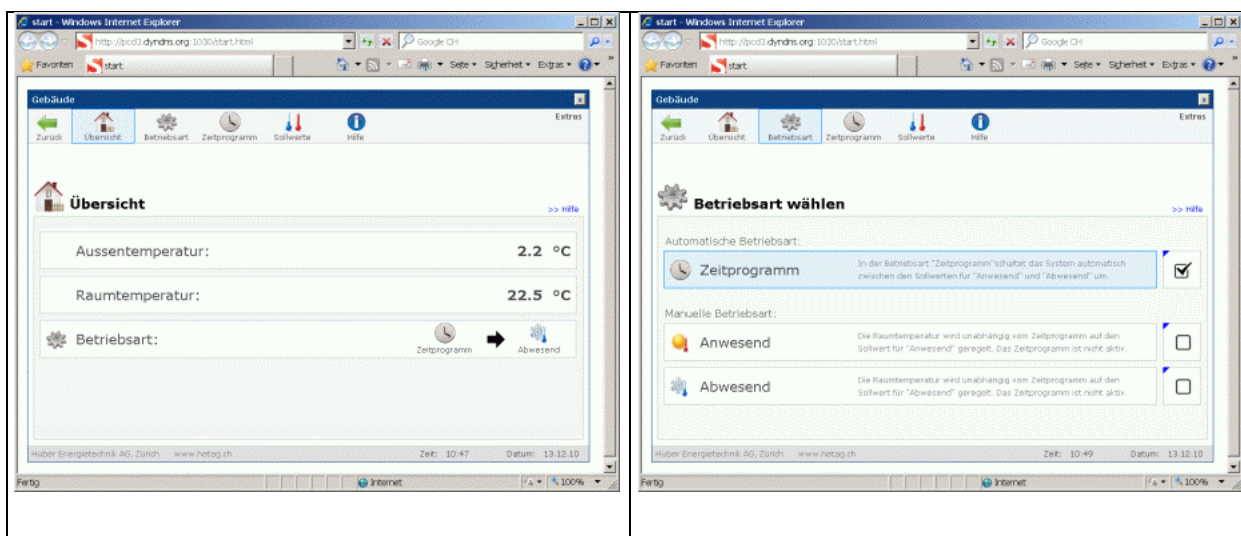 start - Windows Internet Explorer
http://pcd3.dyndns.org:1030/start.html
Google CH
Favoriten
start
Seite
Sicherheit
Extras
Gebäude
Zurück
Übersicht
Betriebsart
Zeitprogramm
Sollwerte
Hilfe
Extras
Übersicht
>> Hilfe
Aussentemperatur:
2.2 °C
Raumtemperatur:
22.5 °C
Betriebsart:
Zeitprogramm
Abwesend
Huber Energietechnik AG, Zürich www.hetag.ch
Zeit: 10:47
Datum: 13.12.10
Fertig
Internet
100%
start - Windows Internet Explorer
http://pcd3.dyndns.org:1030/start.html
Google CH
Favoriten
start
Seite
Sicherheit
Extras
Gebäude
Zurück
Übersicht
Betriebsart
Zeitprogramm
Sollwerte
Hilfe
Extras
Betriebsart wählen
>> Hilfe
Automatische Betriebsart:
Zeitprogramm
In der Betriebsart "Zeitprogramm"schaltet das System automatisch
zwischen den Sollwerten für "Anwesend" und "Abwesend" um.
Manuelle Betriebsart:
Anwesend
Die Raumtemperatur wird unabhängig vom Zeitprogramm auf den
Sollwert für "Anwesend" geregelt. Das Zeitprogramm ist nicht aktiv.
Abwesend
Die Raumtemperatur wird unabhängig vom Zeitprogramm auf den
Sollwert für "Abwesend" geregelt. Das Zeitprogramm ist nicht aktiv.
Huber Energietechnik AG, Zürich www.hetag.ch
Zeit: 10:49
Datum: 13.12.10
Fertig
Internet
100%